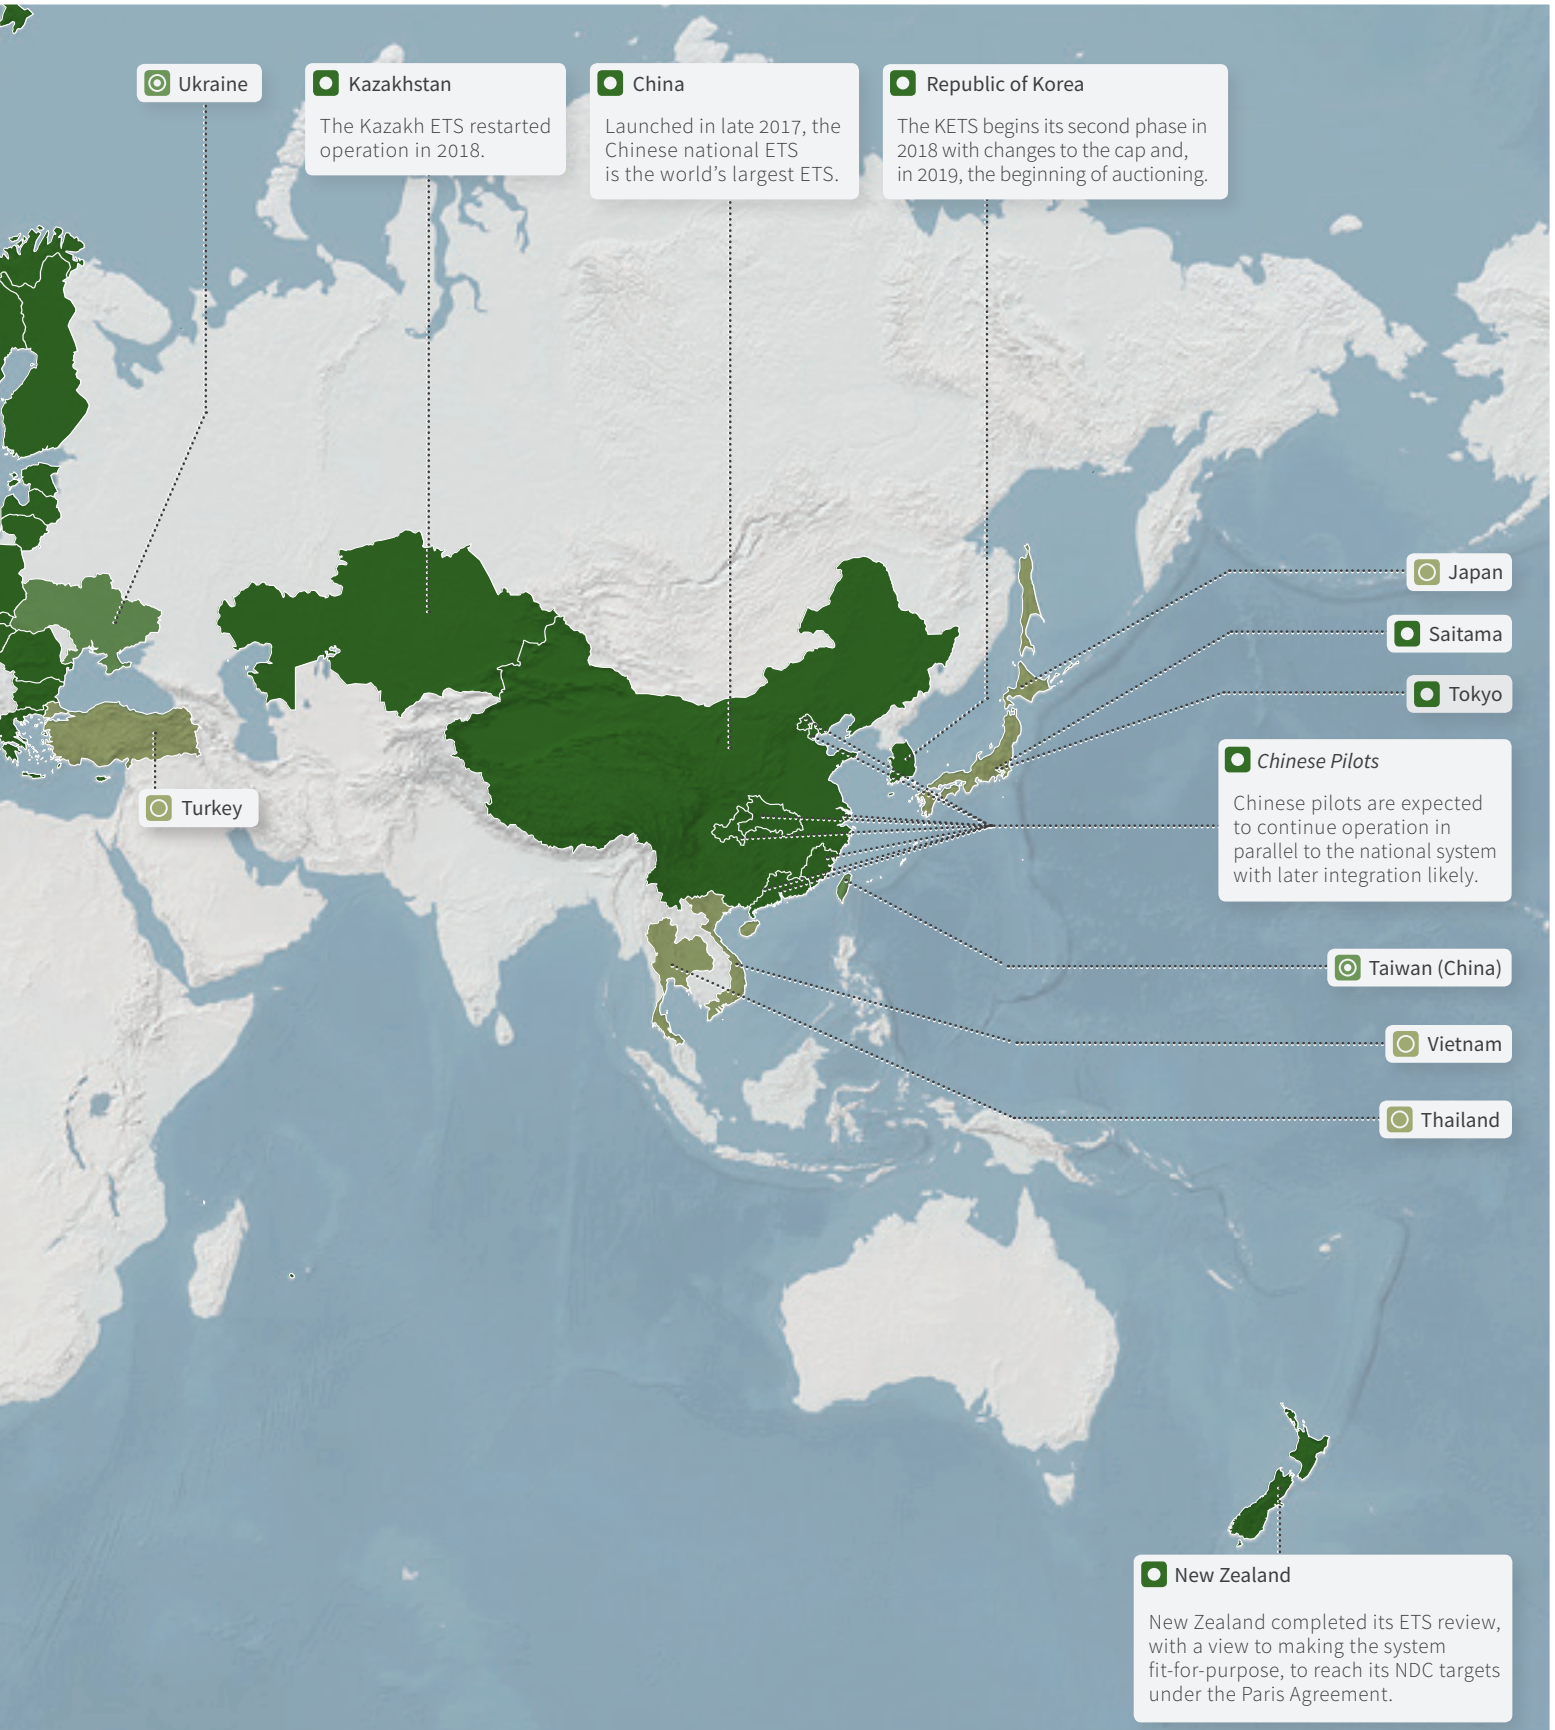 Ukraine
Kazakhstan
The Kazakh ETS restarted
operation in 2018.
China
Launched in late 2017, the
Chinese national ETS
is the world’s largest ETS.
Republic of Korea
The KETS begins its second phase in
2018 with changes to the cap and,
in 2019, the beginning of auctioning.
Japan
Saitama
Tokyo
Chinese Pilots
Chinese pilots are expected
to continue operation in
parallel to the national system
with later integration likely.
Turkey
Taiwan (China)
Vietnam
Thailand
New Zealand
New Zealand completed its ETS review,
with a view to making the system
fit-for-purpose, to reach its NDC targets
under the Paris Agreement.